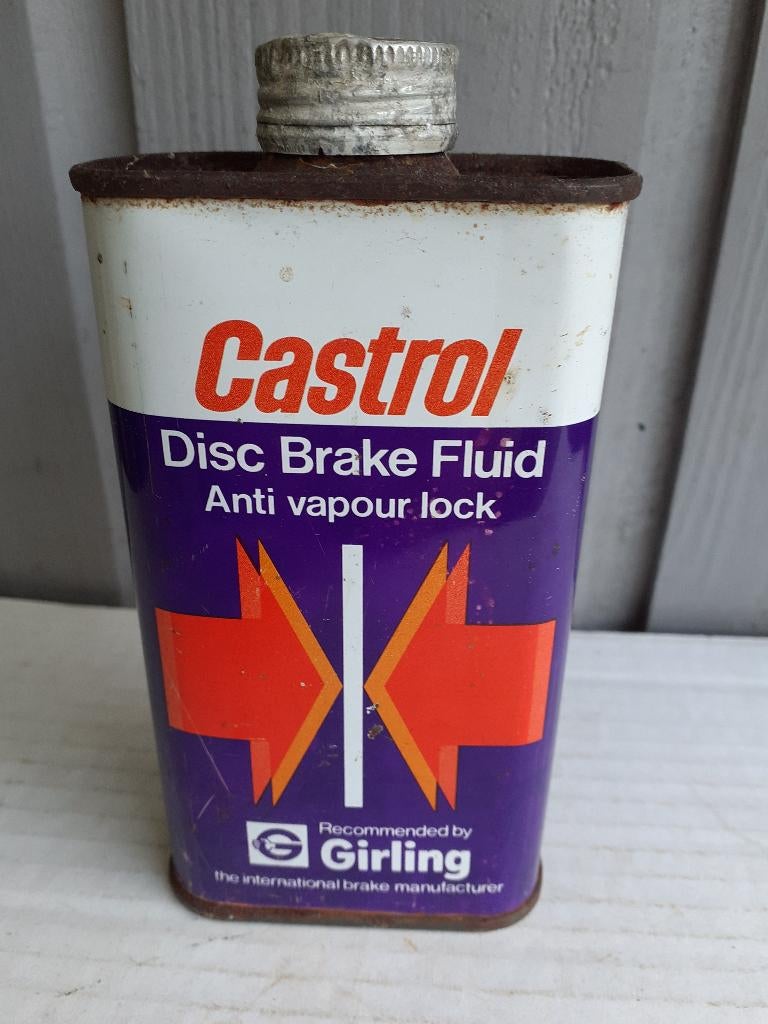 Castrol
Disc Brake Fluid
Anti vapour lock
Recommended by
Girling
the international brake manufacturer